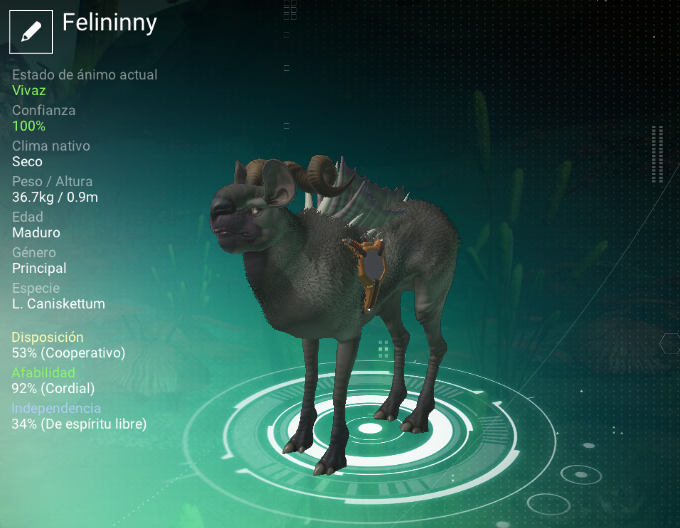 Felininny
Estado de ánimo actual
Vivaz
Confianza
100%
Clima nativo
Seco
Peso / Altura
36.7kg / 0.9m
Edad
Maduro
Género
Principal
Especie
L. Caniskettum
Disposición
53% (Cooperativo)
Afabilidad
92% (Cordial)
Independencia
34% (De espíritu libre)